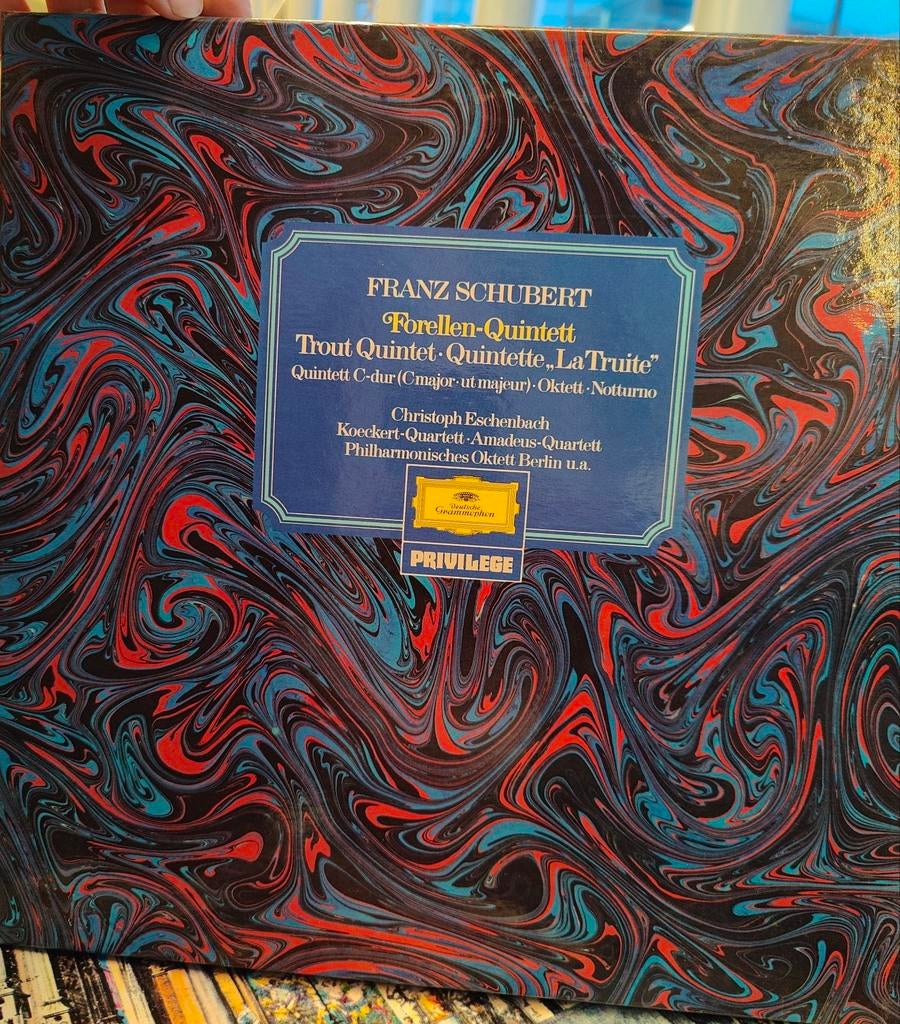 FRANZ SCHUBERT
Forellen-Quintett
Trout Quintet · Quintette „La Truite”
Quintett C-dur (C major · ut majeur) · Oktett · Notturno
Christoph Eschenbach
Koeckert-Quartett · Amadeus-Quartett
Philharmonisches Oktett Berlin u.a.
Deutsche
Grammophon
PRIVILEGE